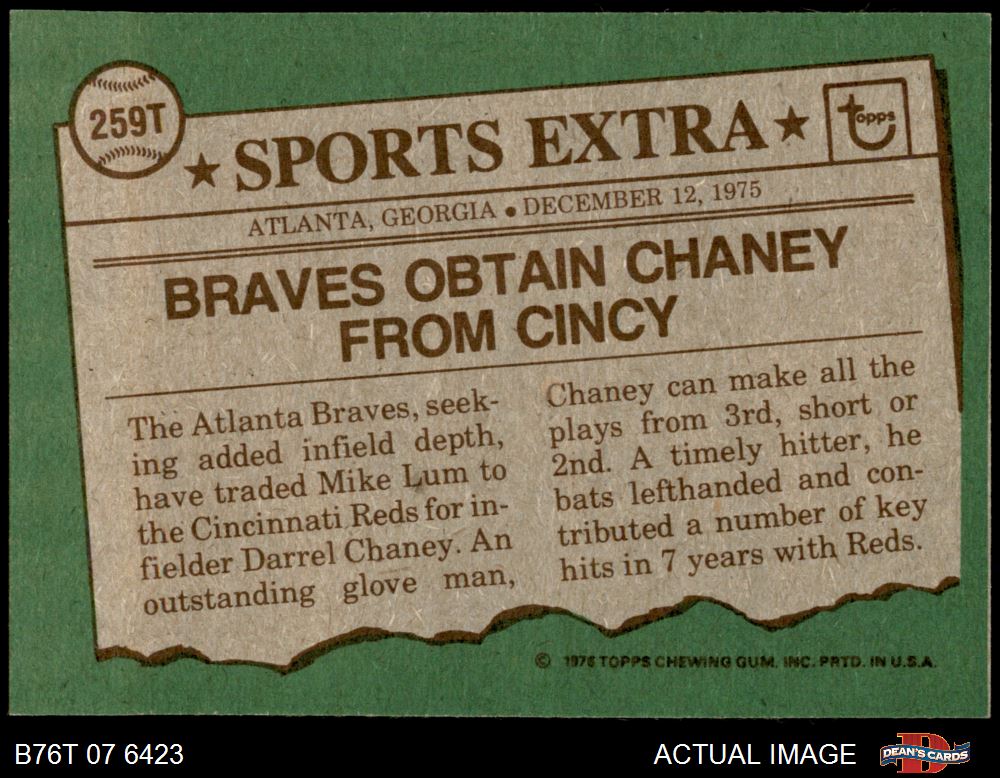 259T
★ SPORTS EXTRA ★
topps
ATLANTA, GEORGIA • DECEMBER 12, 1975
BRAVES OBTAIN CHANEY
FROM CINCY
The Atlanta Braves, seek-
ing added infield depth,
have traded Mike Lum to
the Cincinnati Reds for in-
fielder Darrel Chaney. An
outstanding glove man,
Chaney can make all the
plays from 3rd, short or
2nd. A timely hitter, he
bats lefthanded and con-
tributed a number of key
hits in 7 years with Reds.
© 1976 TOPPS CHEWING GUM, INC. PRTD. IN U.S.A.
B76T 07 6423
ACTUAL IMAGE
DEAN'S CARDS